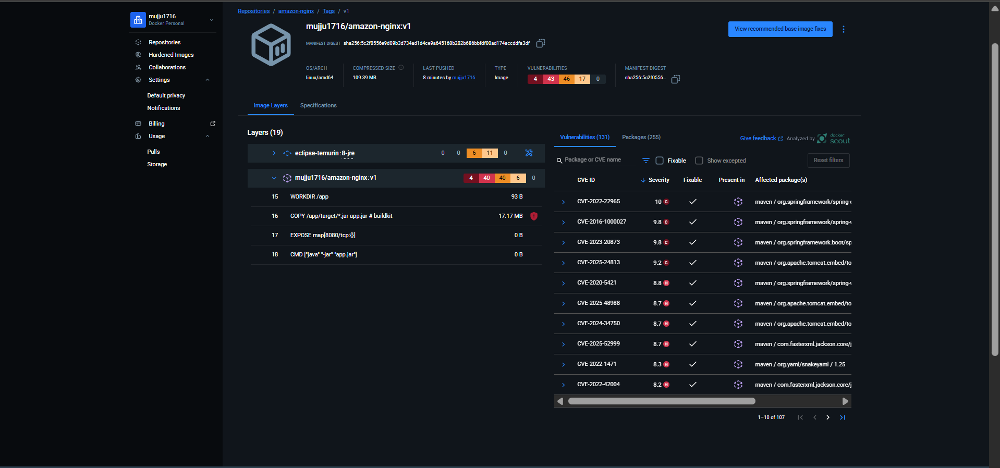 mujju1716
Docker Personal
Repositories
Hardened Images
Collaborations
Settings
Default privacy
Notifications
Billing
Usage
Pulls
Storage
Repositories / amazon-nginx / Tags / v1
mujju1716/amazon-nginx:v1
MANIFEST DIGEST sha256:5c2f0556e9d09b3d734ad1d4ce9a645168b202b686bbfdf00ad174accddfa3df
View recommended base image fixes
OS/ARCH
linux/amd64
COMPRESSED SIZE
109.39 MB
LAST PUSHED
8 minutes by mujju1716
TYPE
Image
VULNERABILITIES
4 43 46 17 0
MANIFEST DIGEST
sha256:5c2f0556...
Image Layers Specifications
Layers (19)
eclipse-temurin:8-jre 0 0 6 11 0
mujju1716/amazon-nginx:v1 4 40 40 6 0
15 WORKDIR /app 93 B
16 COPY /app/target/*.jar app.jar # buildkit 17.17 MB
17 EXPOSE map[8080/tcp:{}] 0 B
18 CMD ["java" "-jar" "app.jar"] 0 B
Vulnerabilities (131) Packages (255)
Give feedback Analyzed by docker scout
Package or CVE name Fixable Show excepted Reset filters
CVE ID Severity Fixable Present in Affected package(s)
CVE-2022-22965 10 C maven / org.springframework/spring-
CVE-2016-1000027 9.8 C maven / org.springframework/spring-
CVE-2023-20873 9.8 C maven / org.springframework.boot/sp
CVE-2025-24813 9.2 C maven / org.apache.tomcat.embed/to
CVE-2020-5421 8.8 H maven / org.springframework/spring-
CVE-2025-48988 8.7 H maven / org.apache.tomcat.embed/to
CVE-2024-34750 8.7 H maven / org.apache.tomcat.embed/to
CVE-2025-52999 8.7 H maven / com.fasterxml.jackson.core/j
CVE-2022-1471 8.3 H maven / org.yaml/snakeyaml / 1.25
CVE-2022-42004 8.2 H maven / com.fasterxml.jackson.core/j
1–10 of 107